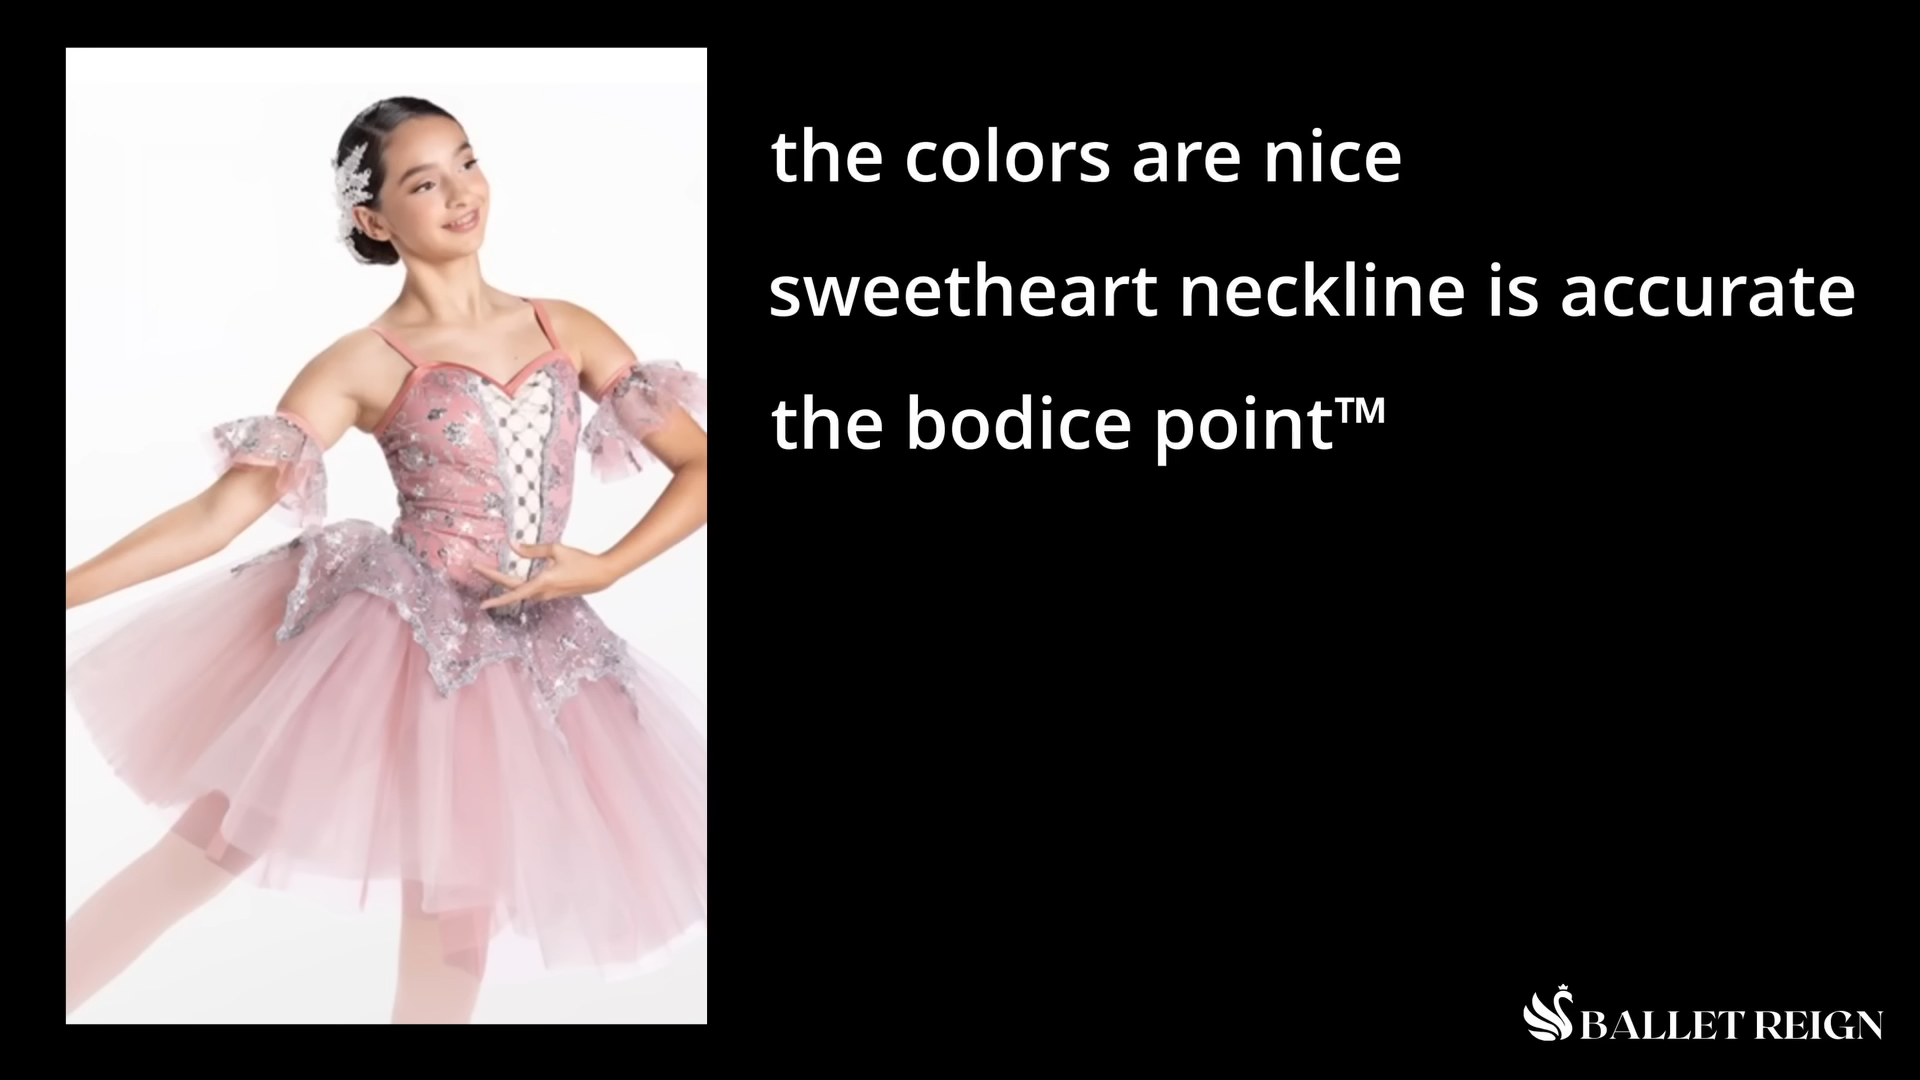 the colors are nice
sweetheart neckline is accurate
the bodice point™
BALLET REIGN